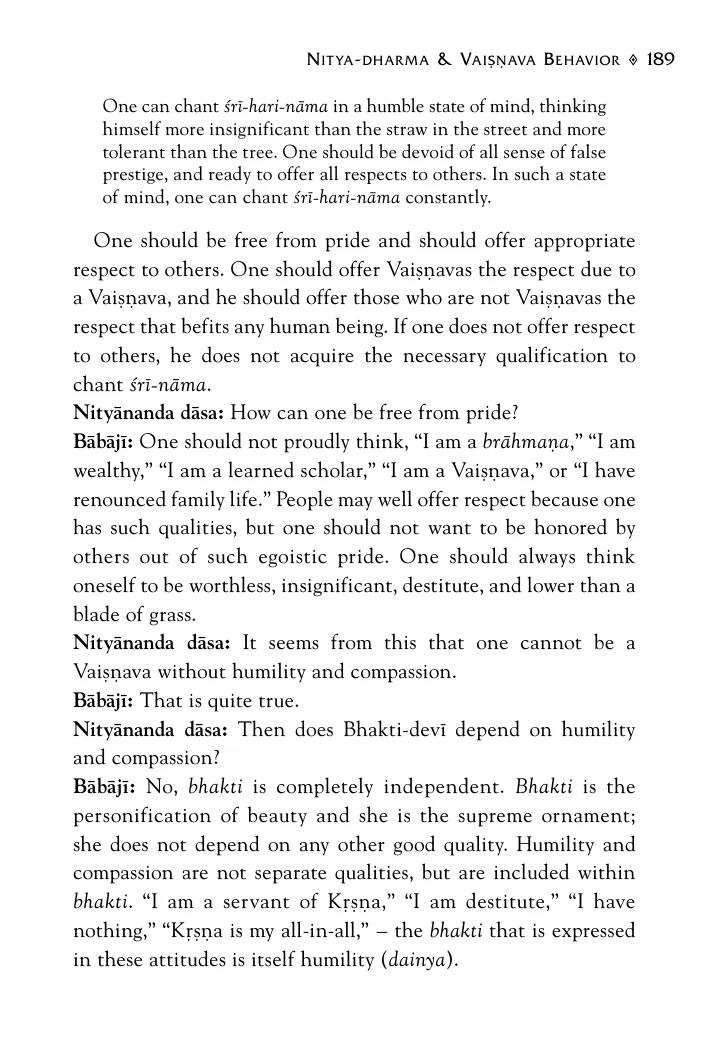 NITYA-DHARMA & VAIṢṆAVA BEHAVIOR ◈ 189
One can chant śrī-hari-nāma in a humble state of mind, thinking
himself more insignificant than the straw in the street and more
tolerant than the tree. One should be devoid of all sense of false
prestige, and ready to offer all respects to others. In such a state
of mind, one can chant śrī-hari-nāma constantly.
One should be free from pride and should offer appropriate
respect to others. One should offer Vaiṣṇavas the respect due to
a Vaiṣṇava, and he should offer those who are not Vaiṣṇavas the
respect that befits any human being. If one does not offer respect
to others, he does not acquire the necessary qualification to
chant śrī-nāma.
Nityānanda dāsa: How can one be free from pride?
Bābājī: One should not proudly think, “I am a brāhmaṇa,” “I am
wealthy,” “I am a learned scholar,” “I am a Vaiṣṇava,” or “I have
renounced family life.” People may well offer respect because one
has such qualities, but one should not want to be honored by
others out of such egoistic pride. One should always think
oneself to be worthless, insignificant, destitute, and lower than a
blade of grass.
Nityānanda dāsa: It seems from this that one cannot be a
Vaiṣṇava without humility and compassion.
Bābājī: That is quite true.
Nityānanda dāsa: Then does Bhakti-devī depend on humility
and compassion?
Bābājī: No, bhakti is completely independent. Bhakti is the
personification of beauty and she is the supreme ornament;
she does not depend on any other good quality. Humility and
compassion are not separate qualities, but are included within
bhakti. “I am a servant of Kṛṣṇa,” “I am destitute,” “I have
nothing,” “Kṛṣṇa is my all-in-all,” – the bhakti that is expressed
in these attitudes is itself humility (dainya).